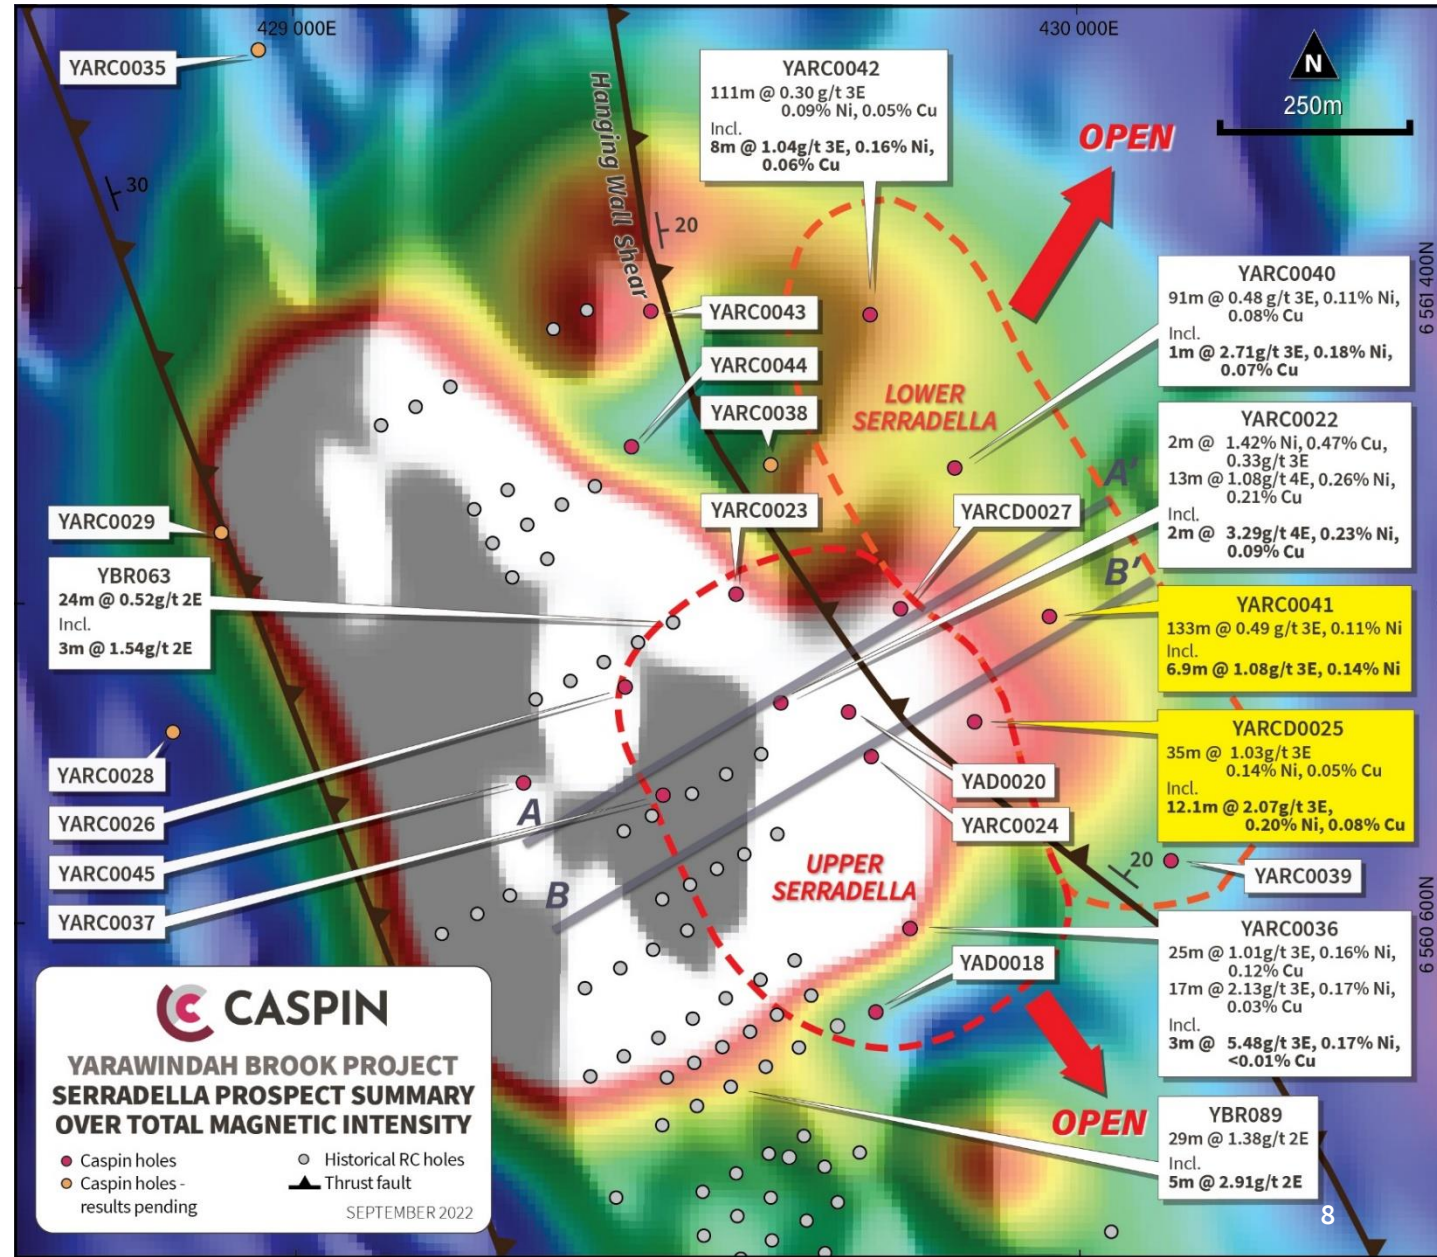 429 000E
430 000E
N
250m
6 561 400N
6 560 600N
YARC0035
30
Hanging Wall Shear
20
YARC0042
111m @ 0.30 g/t 3E
0.09% Ni, 0.05% Cu
Incl.
8m @ 1.04g/t 3E, 0.16% Ni,
0.06% Cu
OPEN
YARC0040
91m @ 0.48 g/t 3E, 0.11% Ni,
0.08% Cu
Incl.
1m @ 2.71g/t 3E, 0.18% Ni,
0.07% Cu
YARC0043
YARC0044
YARC0038
LOWER
SERRADELLA
YARC0022
2m @ 1.42% Ni, 0.47% Cu,
0.33g/t 3E
13m @ 1.08g/t 4E, 0.26% Ni,
0.21% Cu
Incl.
2m @ 3.29g/t 4E, 0.23% Ni,
0.09% Cu
A'
YARC0023
YARCD0027
YARC0029
B'
YBR063
24m @ 0.52g/t 2E
Incl.
3m @ 1.54g/t 2E
YARC0041
133m @ 0.49 g/t 3E, 0.11% Ni
Incl.
6.9m @ 1.08g/t 3E, 0.14% Ni
YARCD0025
35m @ 1.03g/t 3E
0.14% Ni, 0.05% Cu
Incl.
12.1m @ 2.07g/t 3E,
0.20% Ni, 0.08% Cu
YARC0028
YARC0026
YARC0045
YARC0037
A
B
YAD0020
YARC0024
UPPER
SERRADELLA
20
YARC0039
YARC0036
25m @ 1.01g/t 3E, 0.16% Ni,
0.12% Cu
17m @ 2.13g/t 3E, 0.17% Ni,
0.03% Cu
Incl.
3m @ 5.48g/t 3E, 0.17% Ni,
<0.01% Cu
YAD0018
OPEN
YBR089
29m @ 1.38g/t 2E
Incl.
5m @ 2.91g/t 2E
CASPIN
YARAWINDAH BROOK PROJECT
SERRADELLA PROSPECT SUMMARY
OVER TOTAL MAGNETIC INTENSITY
Caspin holes
Caspin holes -
results pending
Historical RC holes
Thrust fault
SEPTEMBER 2022
8